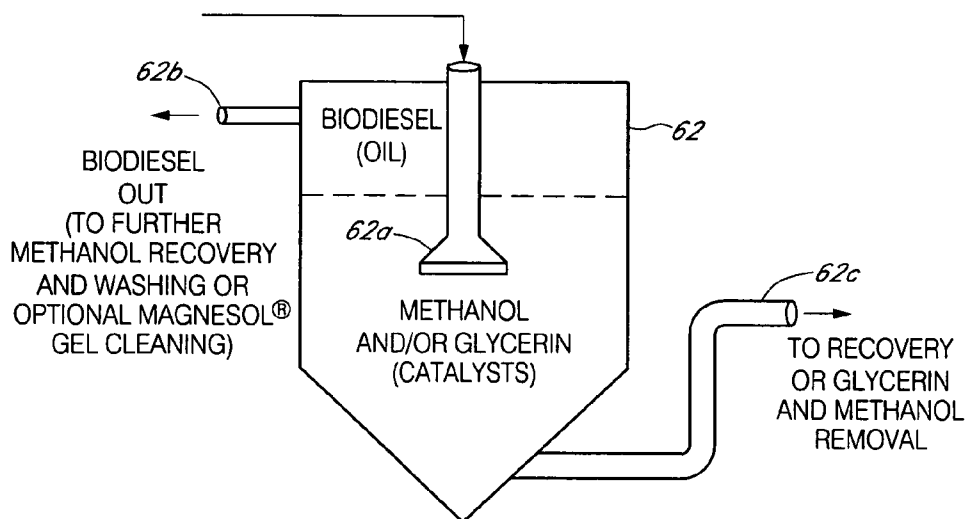 62b
BIODIESEL
(OIL)
62
BIODIESEL
OUT
(TO FURTHER
METHANOL RECOVERY
AND WASHING OR
OPTIONAL MAGNESOL®
GEL CLEANING)
62a
METHANOL
AND/OR GLYCERIN
(CATALYSTS)
62c
TO RECOVERY
OR GLYCERIN
AND METHANOL
REMOVAL